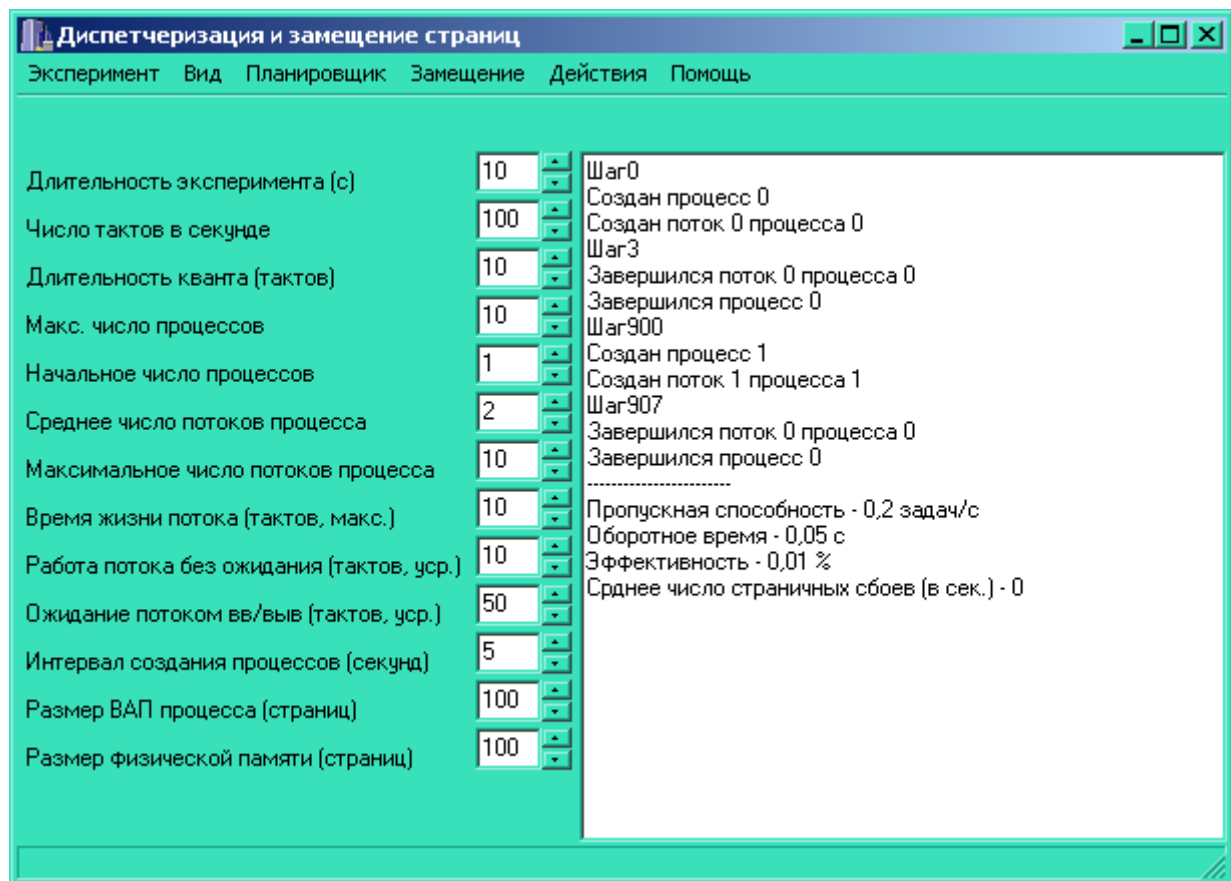 Диспетчеризация и замещение страниц
Эксперимент Вид Планировщик Замещение Действия Помощь
Длительность эксперимента (с) 10
Число тактов в секунде 100
Длительность кванта (тактов) 10
Макс. число процессов 10
Начальное число процессов 1
Среднее число потоков процесса 2
Максимальное число потоков процесса 10
Время жизни потока (тактов, макс.) 10
Работа потока без ожидания (тактов, уср.) 10
Ожидание потоком вв/выв (тактов, уср.) 50
Интервал создания процессов (секунд) 5
Размер ВАП процесса (страниц) 100
Размер физической памяти (страниц) 100
Шаг0
Создан процесс 0
Создан поток 0 процесса 0
Шаг3
Завершился поток 0 процесса 0
Завершился процесс 0
Шаг900
Создан процесс 1
Создан поток 1 процесса 1
Шаг907
Завершился поток 0 процесса 0
Завершился процесс 0
------------------------
Пропускная способность - 0,2 задач/с
Оборотное время - 0,05 с
Эффективность - 0,01 %
Срднее число страничных сбоев (в сек.) - 0